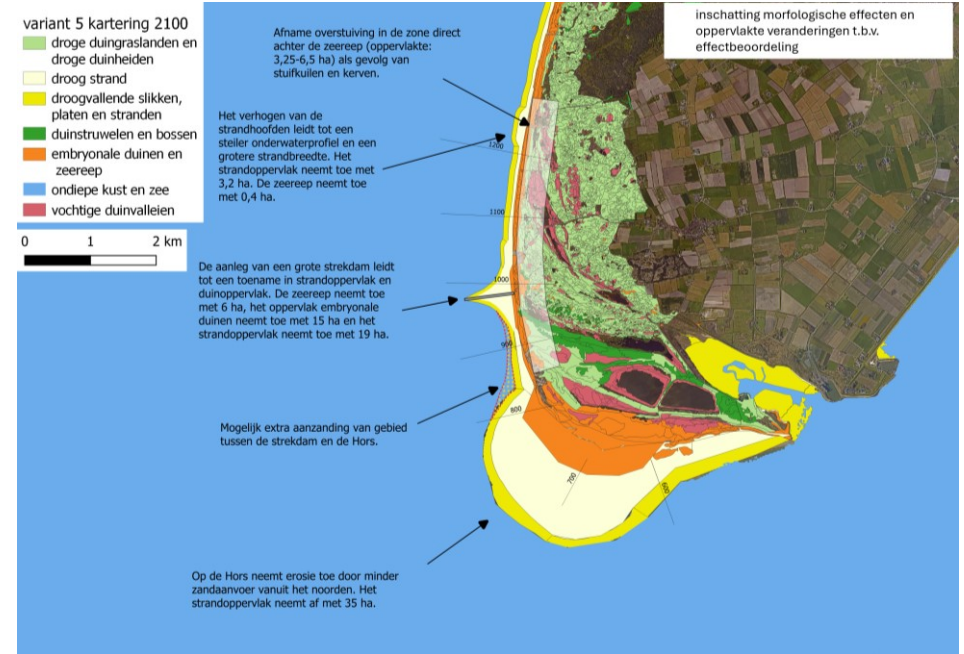 variant 5 kartering 2100
droge duingraslanden en
droge duinheiden
droog strand
droogvallende slikken,
platen en stranden
duinstruwelen en bossen
embryonale duinen en
zeereep
ondiepe kust en zee
vochtige duinvalleien
0 1 2 km
inschatting morfologische effecten en
oppervlakte veranderingen t.b.v.
effectbeoordeling
Afname overstuiving in de zone direct
achter de zeereep (oppervlakte:
3,25-6,5 ha) als gevolg van
stuifkuilen en kerven.
Het verhogen van de
strandhoofden leidt tot een
steiler onderwaterprofiel en een
grotere strandbreedte. Het
strandoppervlak neemt toe met
3,2 ha. De zeereep neemt toe
met 0,4 ha.
De aanleg van een grote strekdam leidt
tot een toename in strandoppervlak en
duinoppervlak. De zeereep neemt toe
met 6 ha, het oppervlak embryonale
duinen neemt toe met 15 ha en het
strandoppervlak neemt toe met 19 ha.
Mogelijk extra aanzanding van gebied
tussen de strekdam en de Hors.
Op de Hors neemt erosie toe door minder
zandaanvoer vanuit het noorden. Het
strandoppervlak neemt af met 35 ha.
1200
1100
1000
900
800
700
600